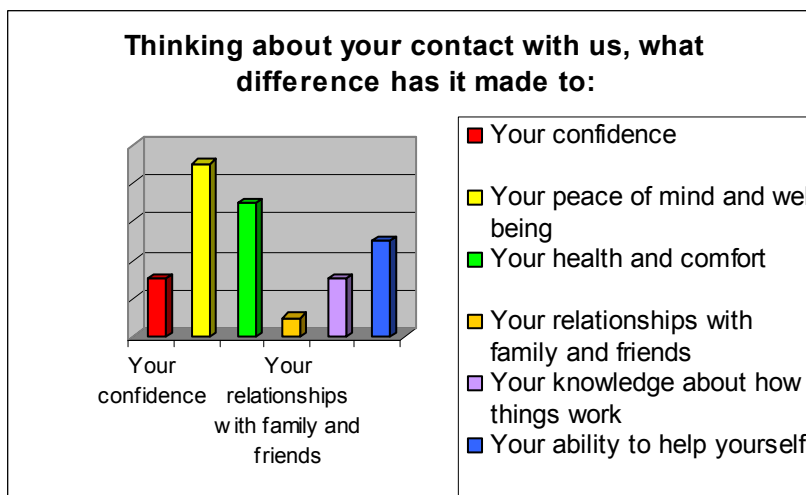 Thinking about your contact with us, what
difference has it made to:
Your
confidence
Your
relationships
with family and
friends
Your confidence
Your peace of mind and wel
being
Your health and comfort
Your relationships with
family and friends
Your knowledge about how
things work
Your ability to help yourself